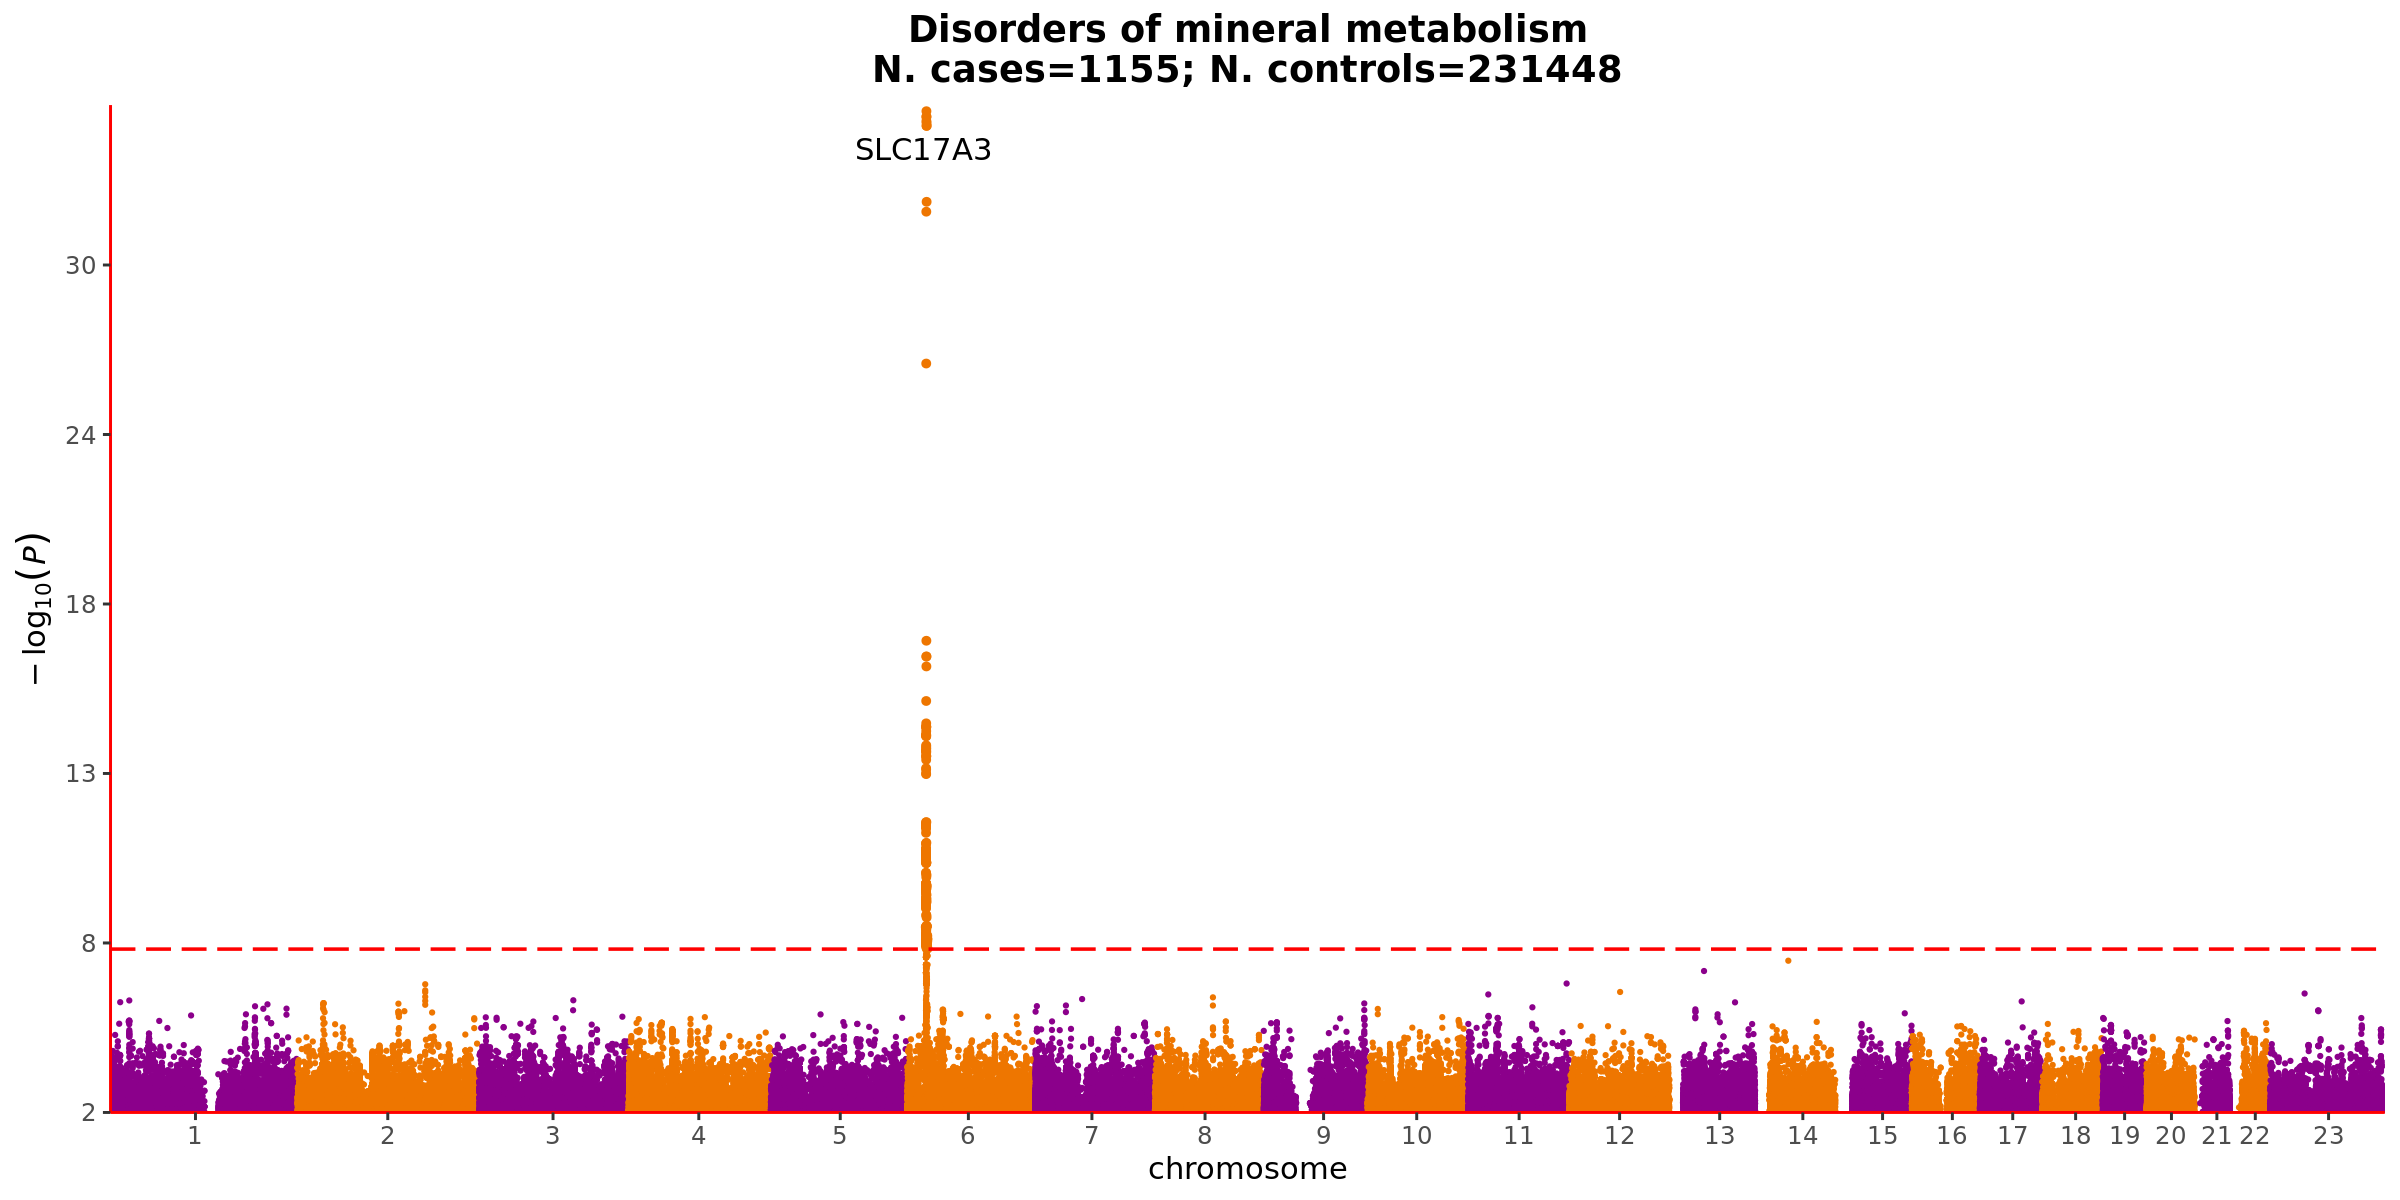 Disorders of mineral metabolism
N. cases=1155; N. controls=231448
SLC17A3
30
24
18
13
8
2
−log10(P)
1 2 3 4 5 6 7 8 9 10 11 12 13 14 15 16 17 18 19 20 21 22 23
chromosome